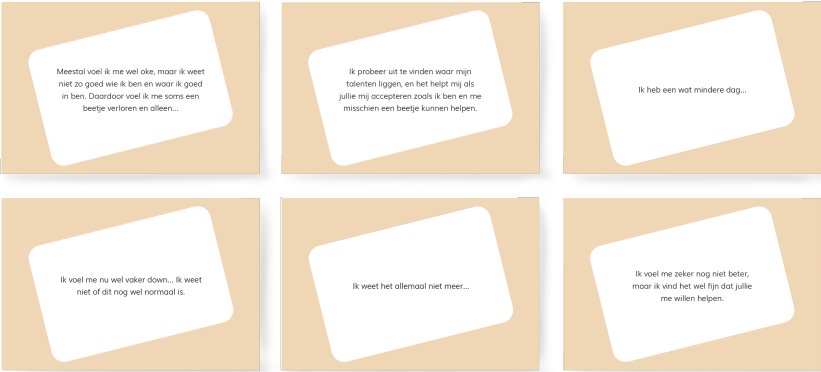 Meestal voel ik me wel oke, maar ik weet
niet zo goed wie ik ben en waar ik goed
in ben. Daardoor voel ik me soms een
beetje verloren en alleen...
Ik probeer uit te vinden waar mijn
talenten liggen, en het helpt mij als
jullie mij accepteren zoals ik ben en me
misschien een beetje kunnen helpen.
Ik heb een wat mindere dag...
Ik voel me nu wel vaker down... Ik weet
niet of dit nog wel normaal is.
Ik weet het allemaal niet meer...
Ik voel me zeker nog niet beter,
maar ik vind het wel fijn dat jullie
me willen helpen.